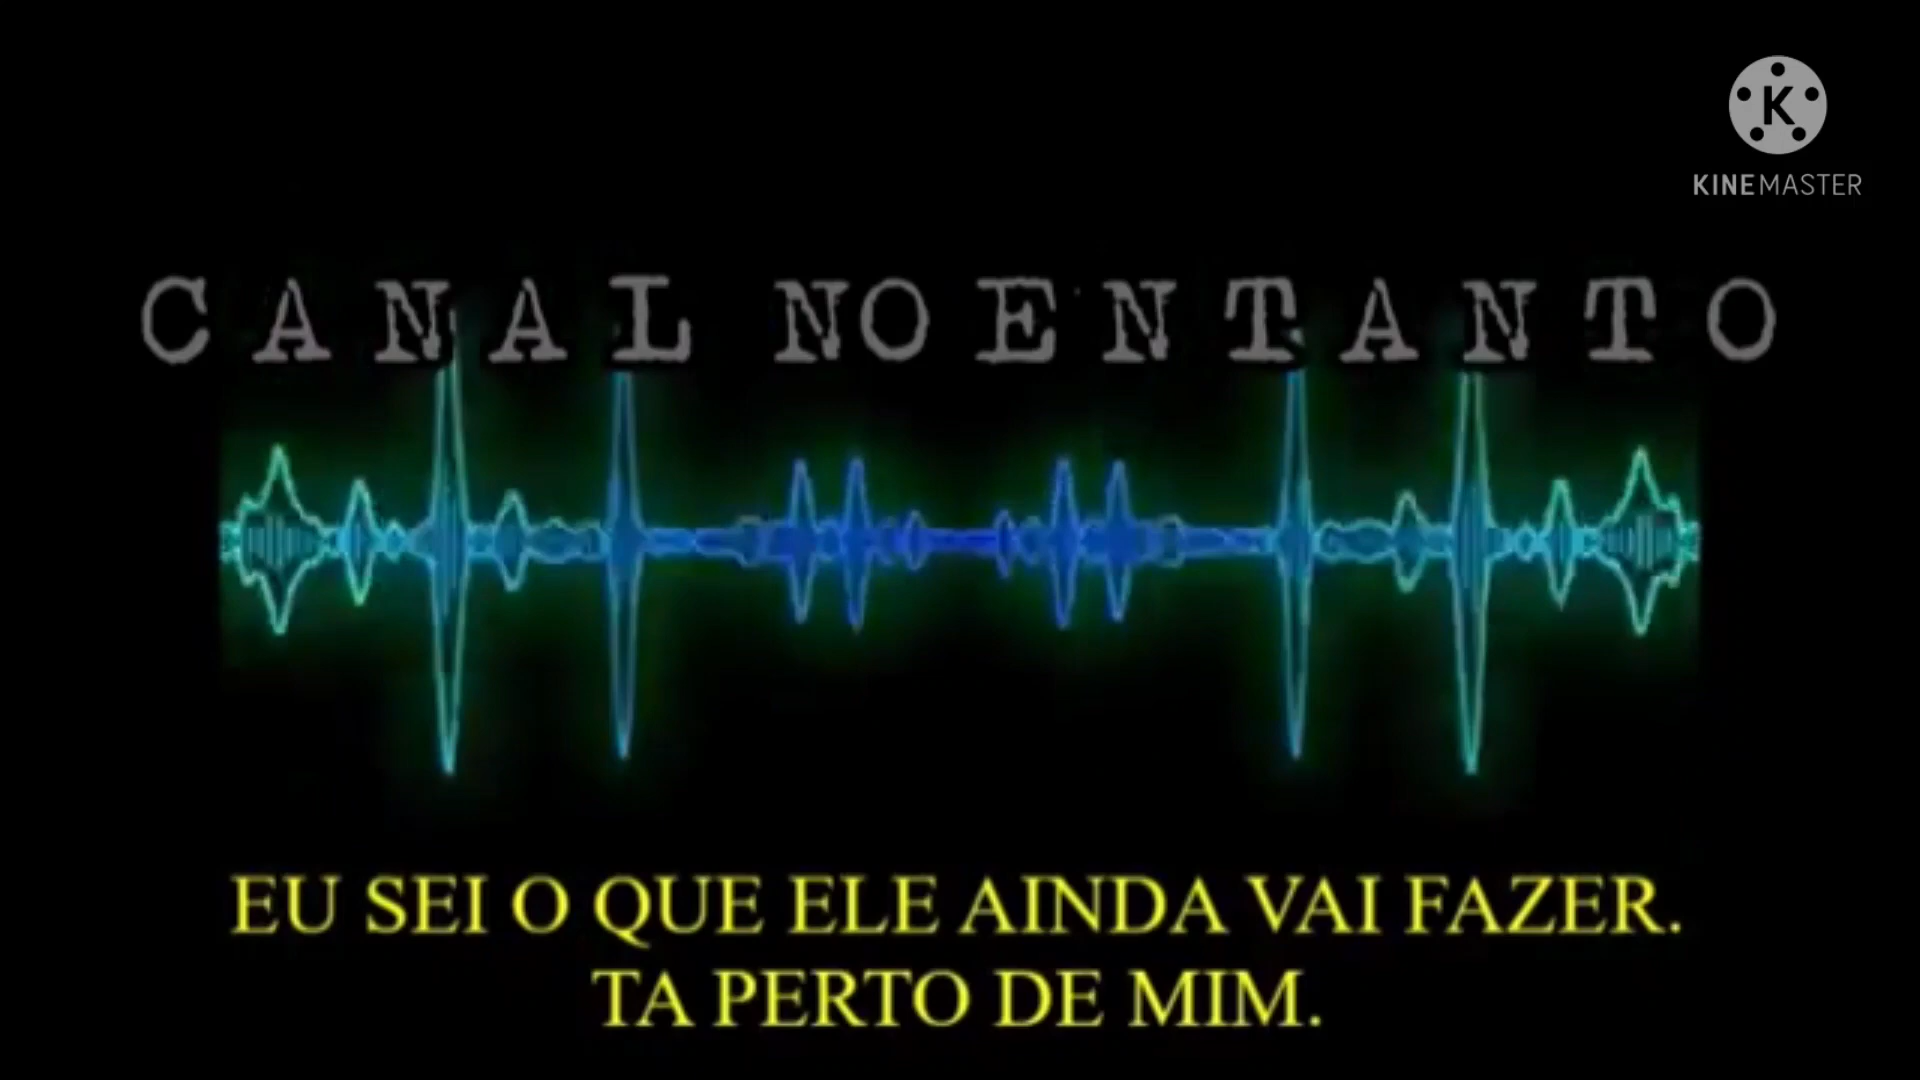 K
KINEMASTER
CANAL NOENTANTO
EU SEI O QUE ELE AINDA VAI FAZER.
TA PERTO DE MIM.